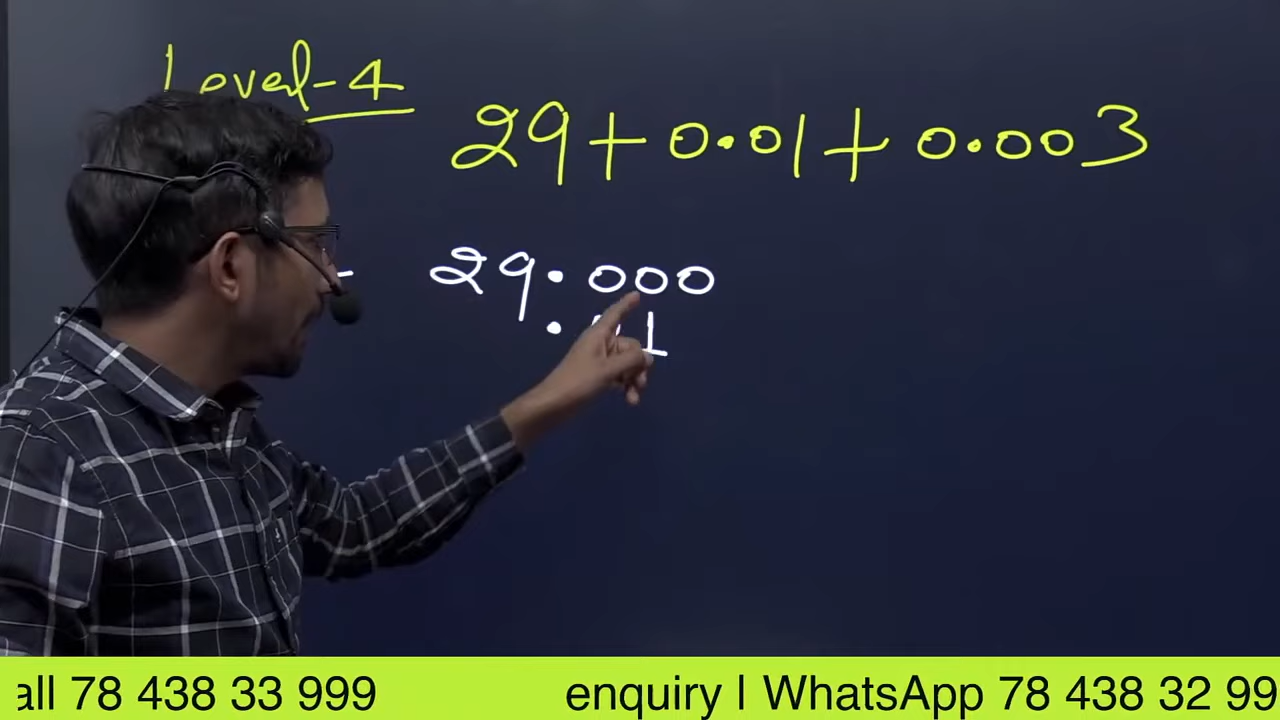 Level-4
29+0.01+0.003
29.000
.01
all 78 438 33 999 enquiry | WhatsApp 78 438 32 99